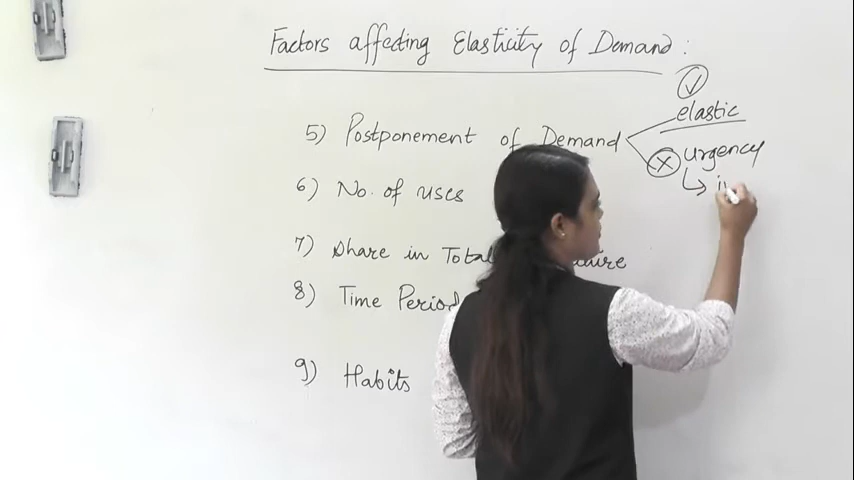 Factors affecting Elasticity of Demand :
5) Postponement of Demand
elastic
urgency
6) No. of uses
7) Share in Total
8) Time Period
9) Habits